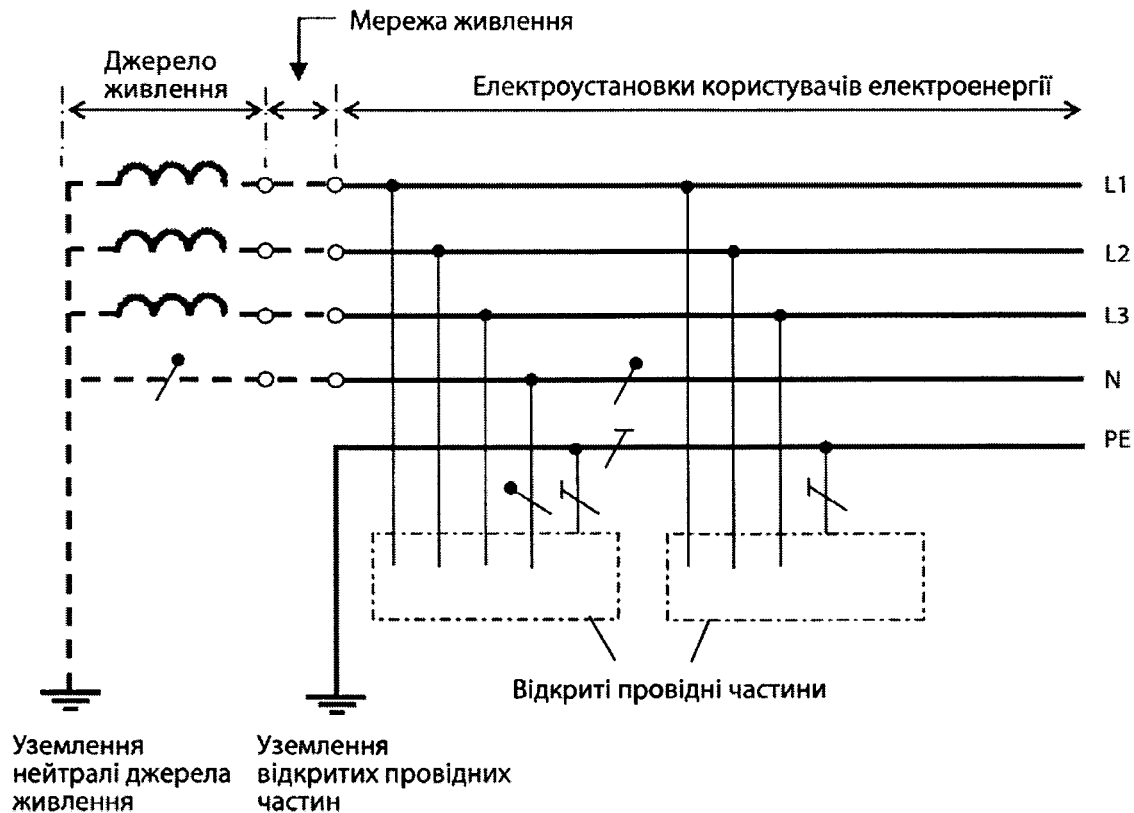 Мережа живлення
Джерело
живлення
Електроустановки користувачів електроенергії
L1
L2
L3
N
PE
Відкриті провідні частини
Уземлення
нейтралі джерела
живлення
Уземлення
відкритих провідних
частин